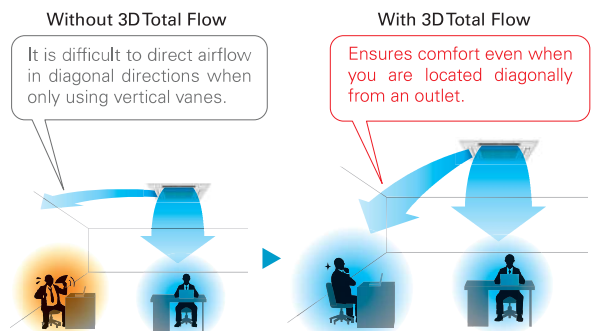 Without 3D Total Flow
It is difficult to direct airflow
in diagonal directions when
only using vertical vanes.
With 3D Total Flow
Ensures comfort even when
you are located diagonally
from an outlet.